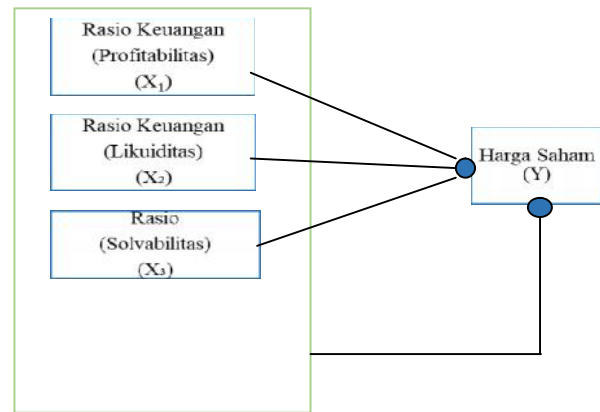 Rasio Keuangan
(Profitabilitas)
(X₁)
Rasio Keuangan
(Likuiditas)
(X₂)
Rasio
(Solvabilitas)
(X₃)
Harga Saham
(Y)